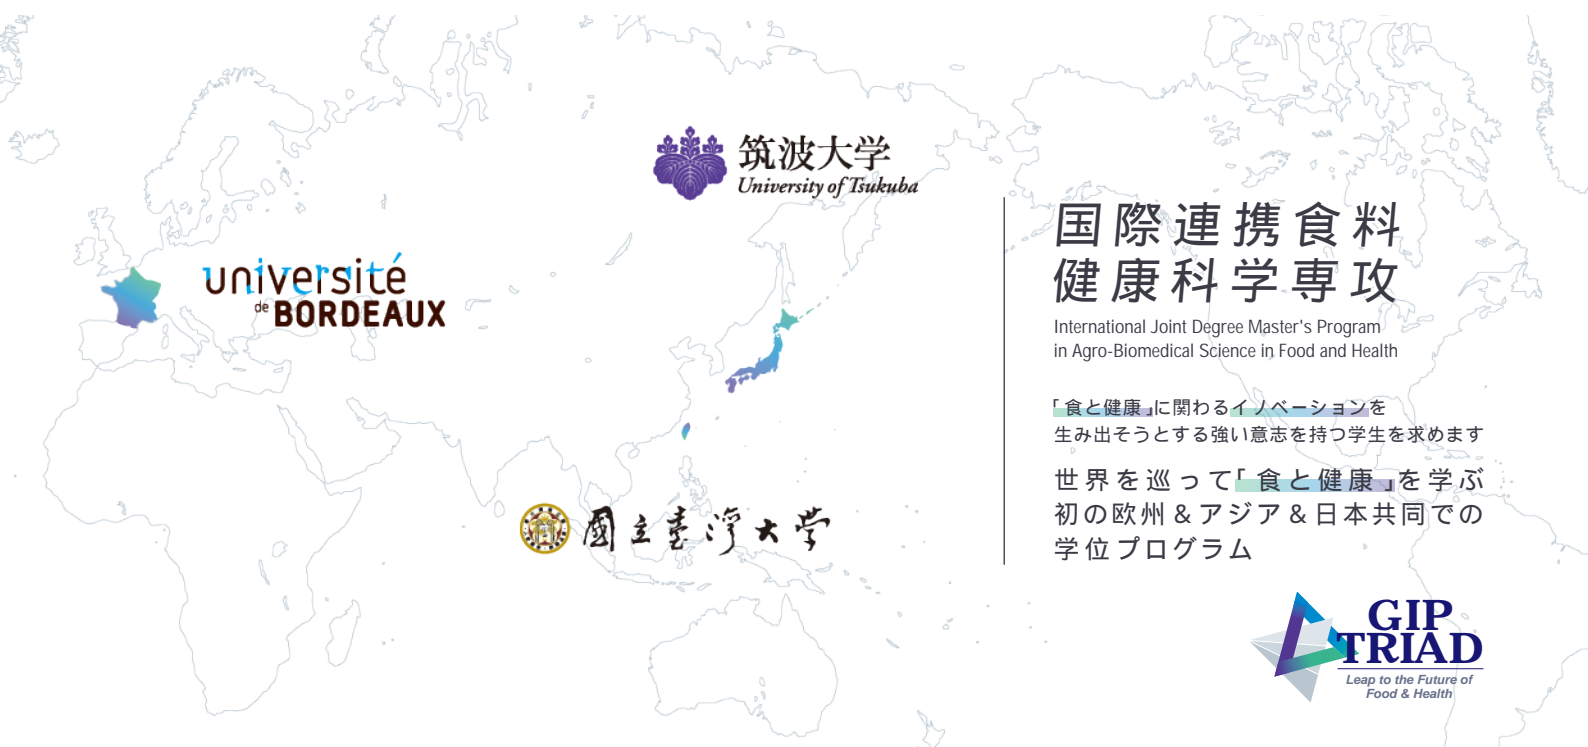 筑波大学
University of Tsukuba
université
de BORDEAUX
國立臺灣大學
国際連携食料
健康科学専攻
International Joint Degree Master's Program
in Agro-Biomedical Science in Food and Health
「食と健康」に関わるイノベーションを
生み出そうとする強い意志を持つ学生を求めます
世界を巡って「食と健康」を学ぶ
初の欧州＆アジア＆日本共同での
学位プログラム
GIP
TRIAD
Leap to the Future of
Food & Health